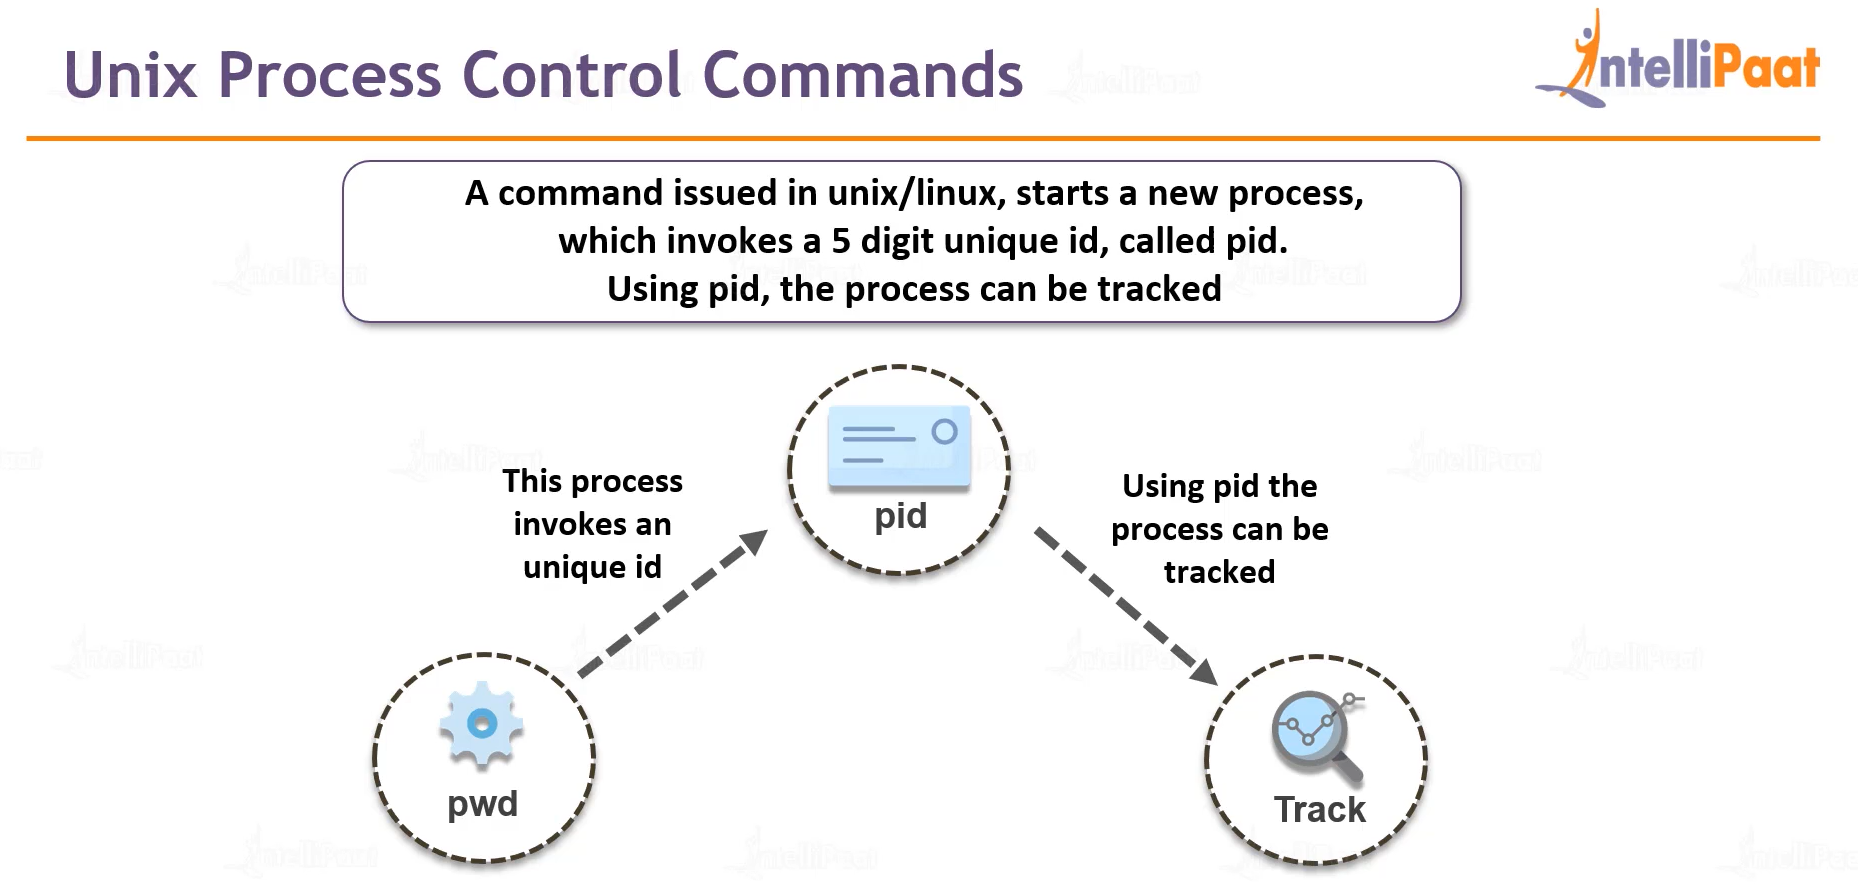 Unix Process Control Commands
IntelliPaat
A command issued in unix/linux, starts a new process,
which invokes a 5 digit unique id, called pid.
Using pid, the process can be tracked
pid
This process
invokes an
unique id
Using pid the
process can be
tracked
pwd
Track